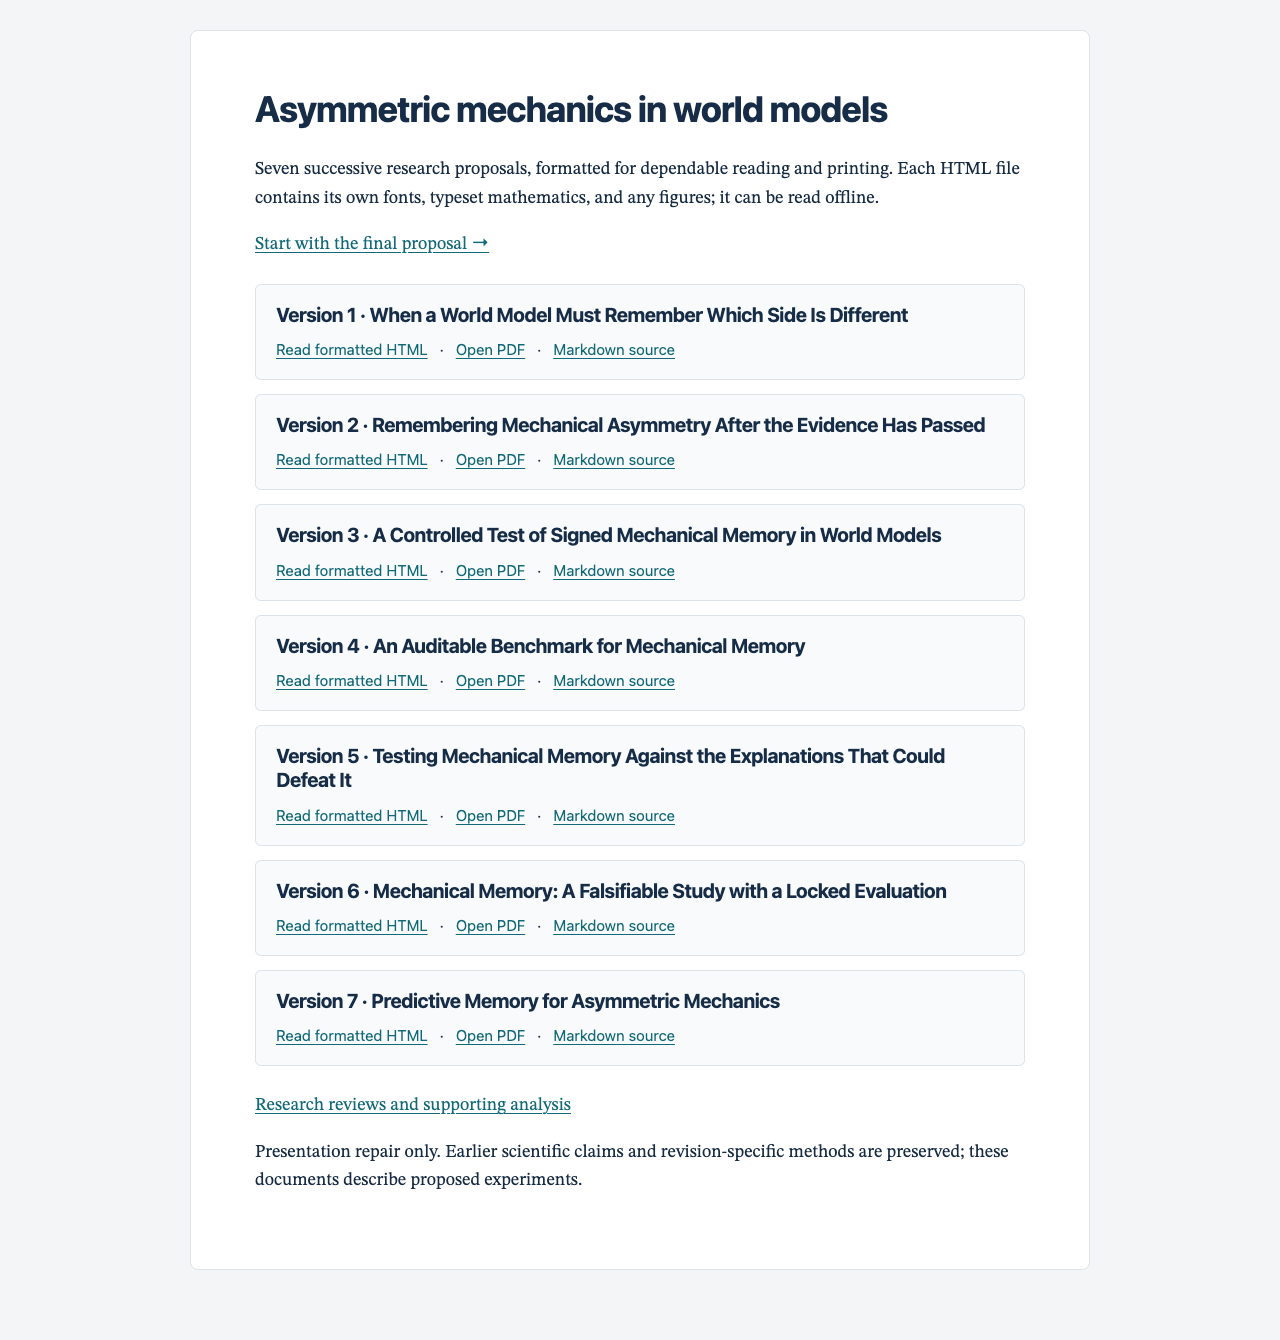 Asymmetric mechanics in world models
Seven successive research proposals, formatted for dependable reading and printing. Each HTML file
contains its own fonts, typeset mathematics, and any figures; it can be read offline.
Start with the final proposal →
Version 1 · When a World Model Must Remember Which Side Is Different
Read formatted HTML · Open PDF · Markdown source
Version 2 · Remembering Mechanical Asymmetry After the Evidence Has Passed
Read formatted HTML · Open PDF · Markdown source
Version 3 · A Controlled Test of Signed Mechanical Memory in World Models
Read formatted HTML · Open PDF · Markdown source
Version 4 · An Auditable Benchmark for Mechanical Memory
Read formatted HTML · Open PDF · Markdown source
Version 5 · Testing Mechanical Memory Against the Explanations That Could
Defeat It
Read formatted HTML · Open PDF · Markdown source
Version 6 · Mechanical Memory: A Falsifiable Study with a Locked Evaluation
Read formatted HTML · Open PDF · Markdown source
Version 7 · Predictive Memory for Asymmetric Mechanics
Read formatted HTML · Open PDF · Markdown source
Research reviews and supporting analysis
Presentation repair only. Earlier scientific claims and revision-specific methods are preserved; these
documents describe proposed experiments.